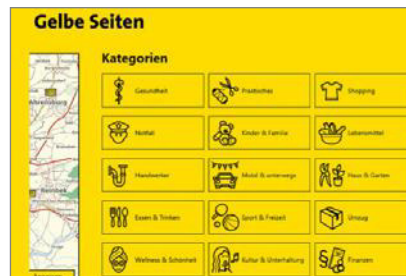 Gelbe Seiten
Kategorien
Gesundheit
Praktisches
Shopping
Notfall
Kinder & Familie
Lebensmittel
Handwerker
Mobil & unterwegs
Haus & Garten
Essen & Trinken
Sport & Freizeit
Umzug
Wellness & Schönheit
Kultur & Unterhaltung
Finanzen
Ahrensburg
Reinbek